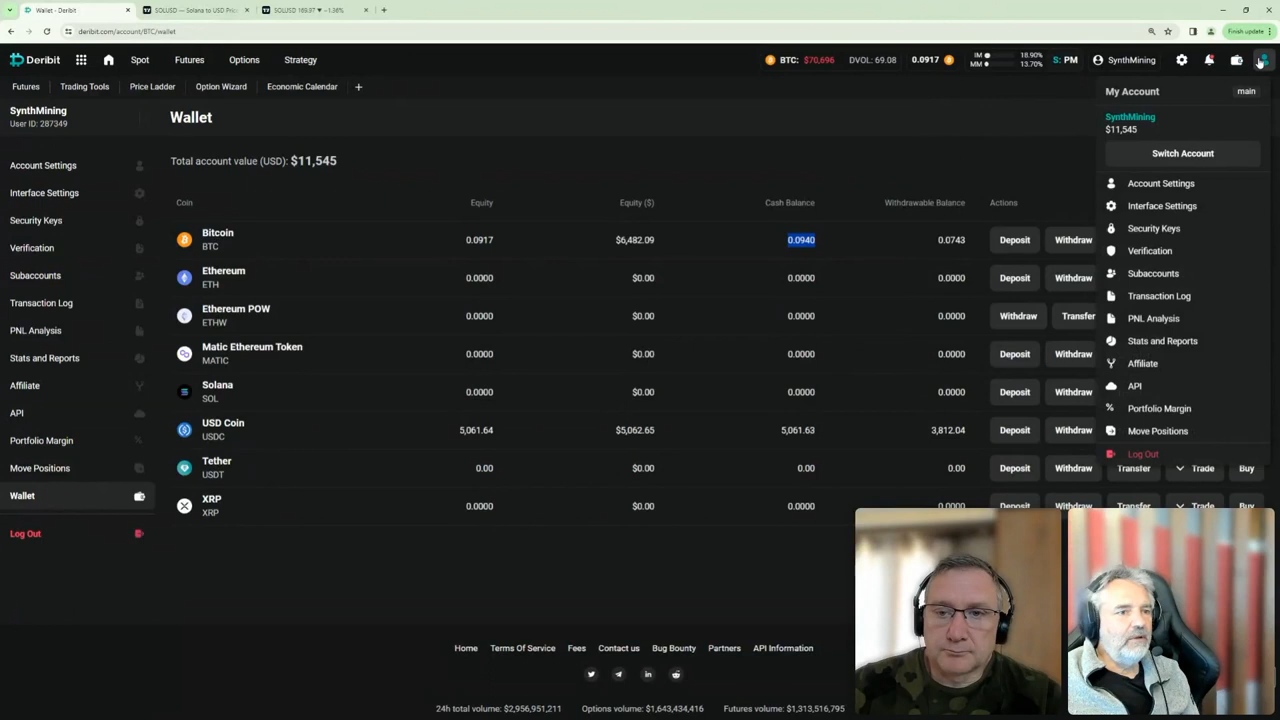 Wallet - Deribit
SOLUSD — Solana to USD Pric
SOLUSD 189.97 ▼ −1.38%
deribit.com/account/BTC/wallet
Finish update
Deribit
Spot
Futures
Options
Strategy
BTC: $70,696
DVOL: 69.08
0.0917
IM 18.90%
MM 13.70%
S: PM
SynthMining
Futures
Trading Tools
Price Ladder
Option Wizard
Economic Calendar
+
SynthMining
User ID: 287349
Account Settings
Interface Settings
Security Keys
Verification
Subaccounts
Transaction Log
PNL Analysis
Stats and Reports
Affiliate
API
Portfolio Margin
Move Positions
Wallet
Log Out
Wallet
Total account value (USD): $11,545
Coin Equity Equity ($) Cash Balance Withdrawable Balance Actions
Bitcoin
BTC
0.0917 $6,482.09 0.0940 0.0743 Deposit Withdraw
Ethereum
ETH
0.0000 $0.00 0.0000 0.0000 Deposit Withdraw
Ethereum POW
ETHW
0.0000 $0.00 0.0000 0.0000 Withdraw Transfer
Matic Ethereum Token
MATIC
0.0000 $0.00 0.0000 0.0000 Deposit Withdraw
Solana
SOL
0.0000 $0.00 0.0000 0.0000 Deposit Withdraw
USD Coin
USDC
5,061.64 $5,062.65 5,061.63 3,812.04 Deposit Withdraw
Tether
USDT
0.00 $0.00 0.00 0.00 Deposit Withdraw Transfer Trade Buy
XRP
XRP
0.0000 $0.00 0.0000 0.0000 Deposit Withdraw Transfer Trade Buy
My Account main
SynthMining
$11,545
Switch Account
Account Settings
Interface Settings
Security Keys
Verification
Subaccounts
Transaction Log
PNL Analysis
Stats and Reports
Affiliate
API
Portfolio Margin
Move Positions
Log Out
Home Terms Of Service Fees Contact us Bug Bounty Partners API Information
24h total volume: $2,956,951,211 Options volume: $1,643,434,416 Futures volume: $1,313,516,795